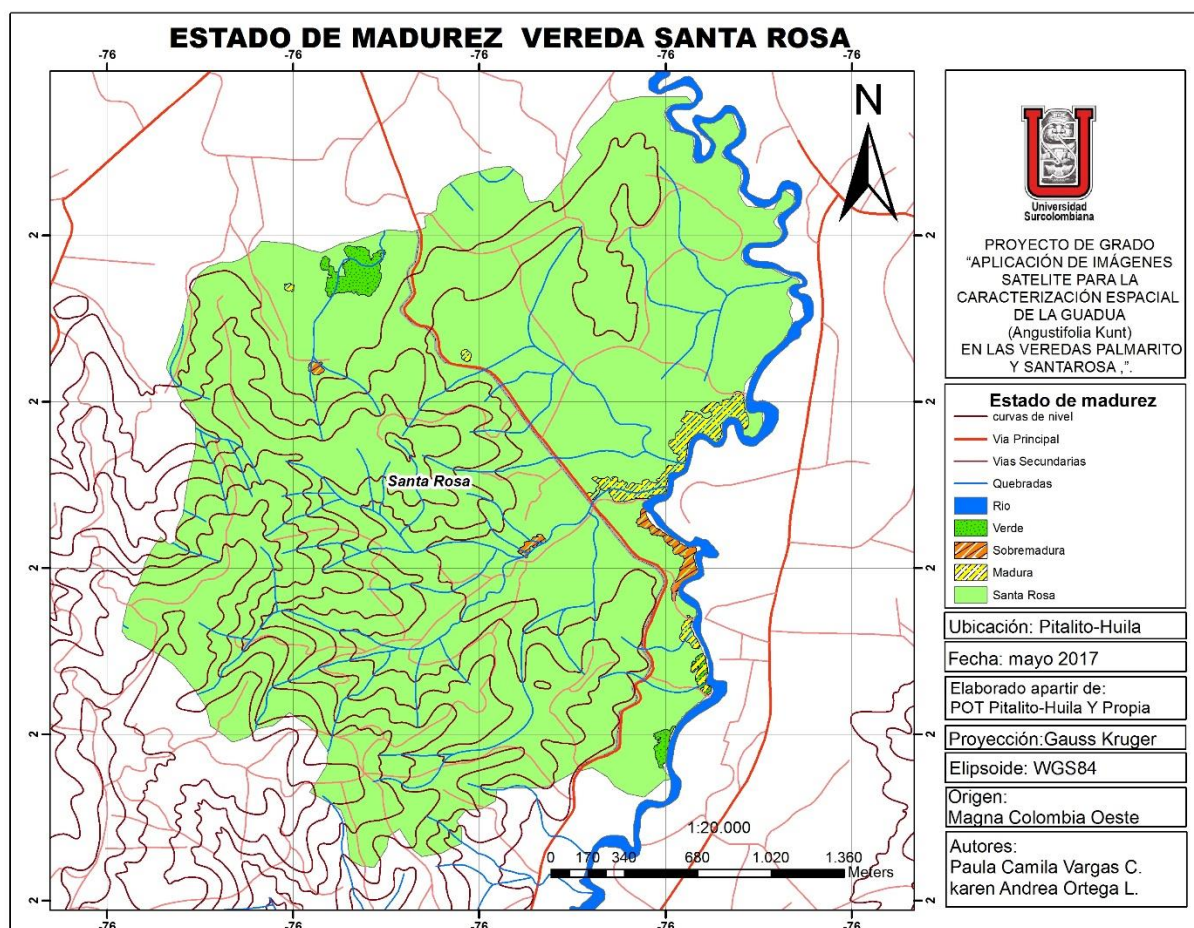 ESTADO DE MADUREZ VEREDA SANTA ROSA
-76 -76 -76 -76 -76
N
2 2
2 2
Santa Rosa
2 2
2 2
2 2
1:20.000
0 170 340 680 1.020 1.360
Meters
-76 -76 -76 -76 -76
Universidad
Surcolombiana
PROYECTO DE GRADO
“APLICACIÓN DE IMÁGENES
SATELITE PARA LA
CARACTERIZACIÓN ESPACIAL
DE LA GUADUA
(Angustifolia Kunt)
EN LAS VEREDAS PALMARITO
Y SANTAROSA ,”.
Estado de madurez
curvas de nivel
Via Principal
Vias Secundarias
Quebradas
Rio
Verde
Sobremadura
Madura
Santa Rosa
Ubicación: Pitalito-Huila
Fecha: mayo 2017
Elaborado apartir de:
POT Pitalito-Huila Y Propia
Proyección:Gauss Kruger
Elipsoide: WGS84
Origen:
Magna Colombia Oeste
Autores:
Paula Camila Vargas C.
karen Andrea Ortega L.